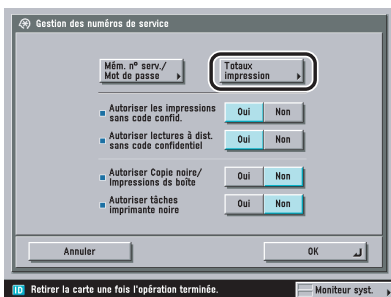 Gestion des numéros de service
Mém. nº serv./
Mot de passe
Totaux
impression
Autoriser les impressions
sans code confid.
Oui Non
Autoriser lectures à dist.
sans code confidentiel
Oui Non
Autoriser Copie noire/
Impressions ds boîte
Oui Non
Autoriser tâches
imprimante noire
Oui Non
Annuler
OK
ID Retirer la carte une fois l'opération terminée.
Moniteur syst.